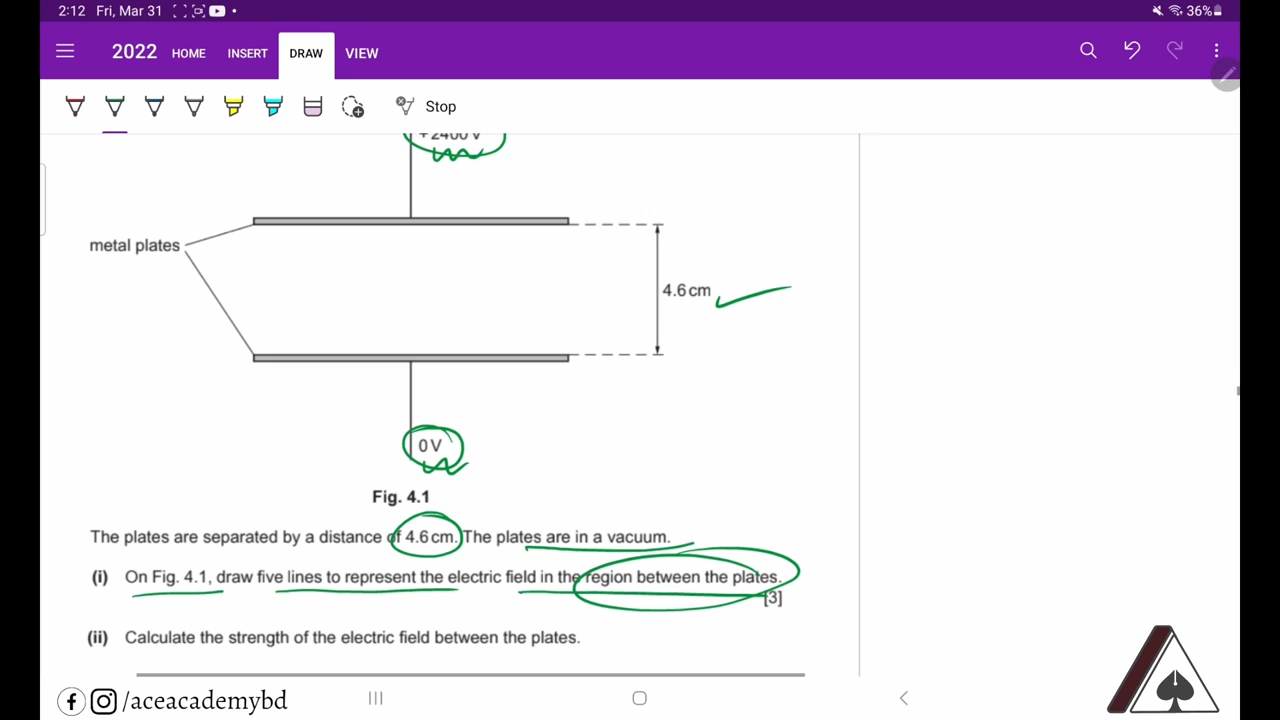 2:12 Fri, Mar 31
36%
2022 HOME INSERT DRAW VIEW
Stop
+2400 V
metal plates
4.6 cm
0 V
Fig. 4.1
The plates are separated by a distance of 4.6 cm. The plates are in a vacuum.
(i) On Fig. 4.1, draw five lines to represent the electric field in the region between the plates.
[3]
(ii) Calculate the strength of the electric field between the plates.
/aceacademybd